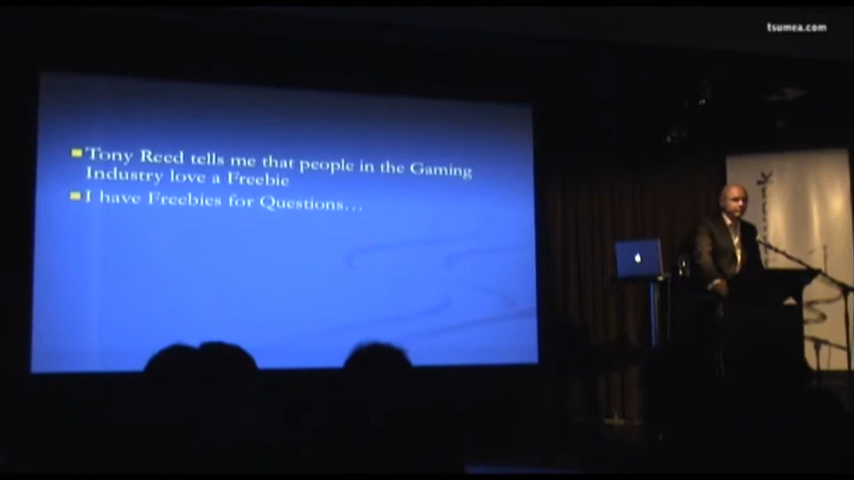 tsumea.com
Tony Reed tells me that people in the Gaming
Industry love a Freebie
I have Freebies for Questions…